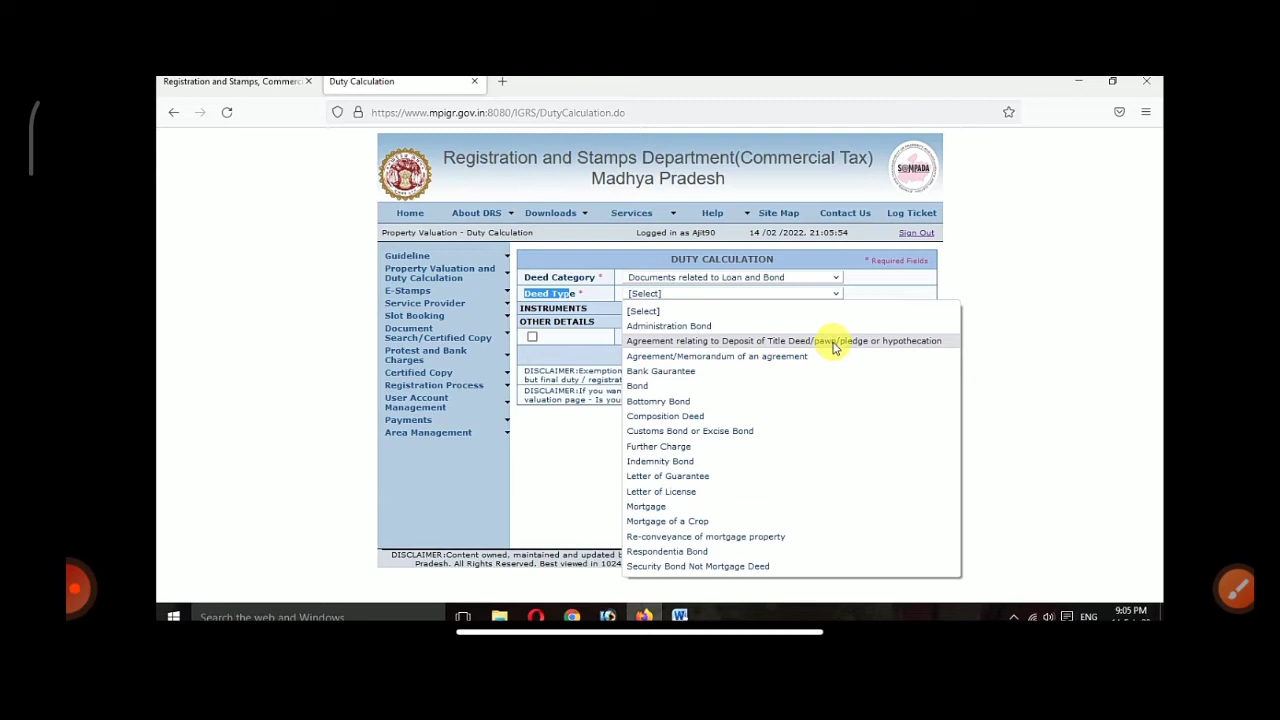 Registration and Stamps, Commerc
Duty Calculation
https://www.mpigr.gov.in:8080/IGRS/DutyCalculation.do
Registration and Stamps Department(Commercial Tax)
Madhya Pradesh
SAMPADA
Home About DRS Downloads Services Help Site Map Contact Us Log Ticket
Property Valuation - Duty Calculation Logged in as Ajit90 14 /02 /2022, 21:05:54 Sign Out
Guideline
Property Valuation and
Duty Calculation
E-Stamps
Service Provider
Slot Booking
Document
Search/Certified Copy
Protest and Bank
Charges
Certified Copy
Registration Process
User Account
Management
Payments
Area Management
DUTY CALCULATION
* Required Fields
Deed Category * Documents related to Loan and Bond
Deed Type * [Select]
INSTRUMENTS
OTHER DETAILS
DISCLAIMER:Exemption
but final duty / registrat
DISCLAIMER:If you want
valuation page - Is you
[Select]
Administration Bond
Agreement relating to Deposit of Title Deed/pawn/pledge or hypothecation
Agreement/Memorandum of an agreement
Bank Gaurantee
Bond
Bottomry Bond
Composition Deed
Customs Bond or Excise Bond
Further Charge
Indemnity Bond
Letter of Guarantee
Letter of License
Mortgage
Mortgage of a Crop
Re-conveyance of mortgage property
Respondentia Bond
Security Bond Not Mortgage Deed
DISCLAIMER:Content owned, maintained and updated b
Pradesh. All Rights Reserved. Best viewed in 1024
Search the web and Windows
ENG
9:05 PM